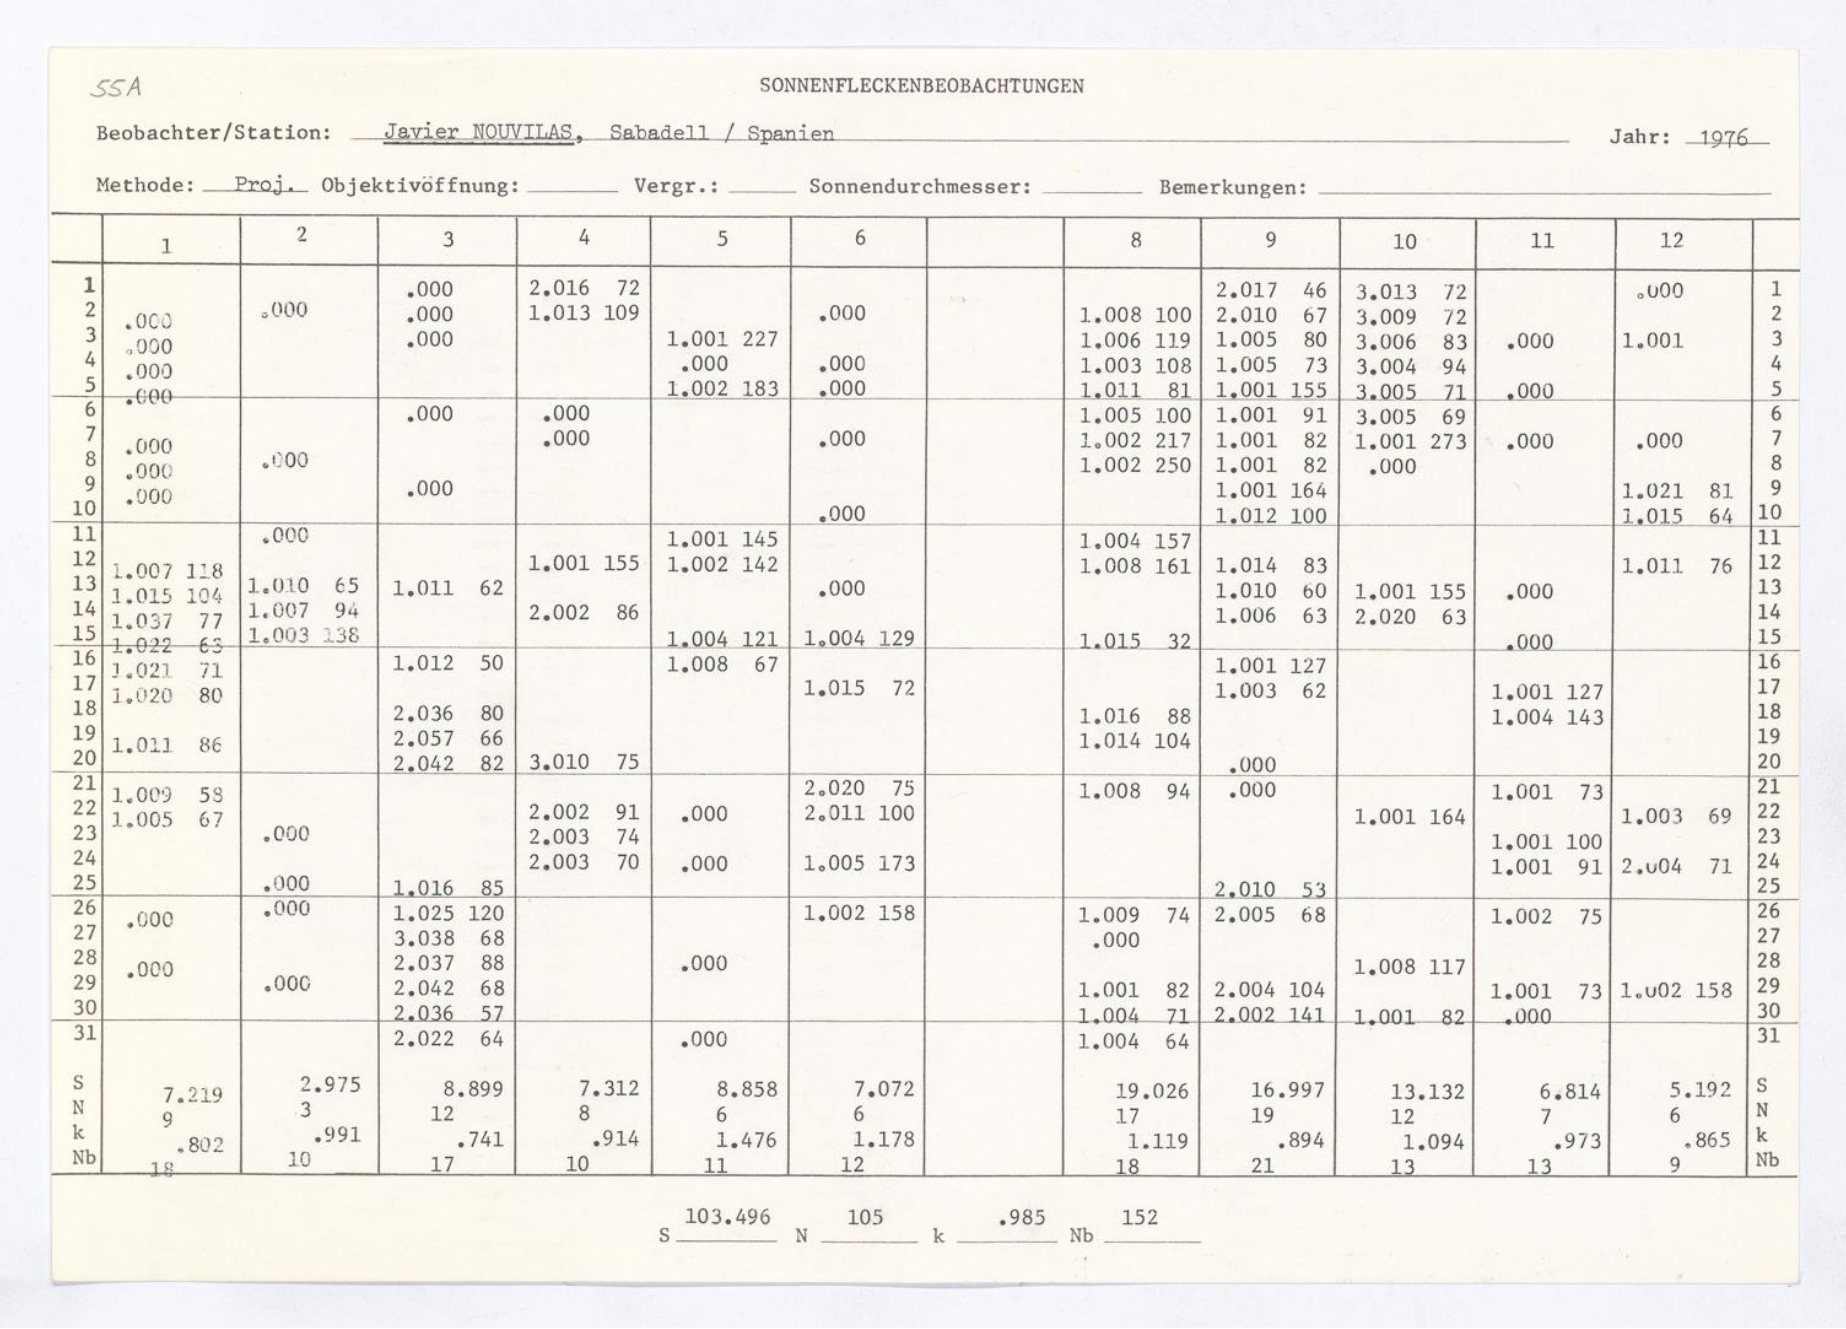 55A
SONNENFLECKENBEOBACHTUNGEN
Beobachter/Station: Javier NOUVILAS, Sabadell / Spanien Jahr: 1976
Methode: Proj. Objektivöffnung: Vergr.: Sonnendurchmesser: Bemerkungen:
1 2 3 4 5 6 8 9 10 11 12
1 .000 2.016 72 2.017 46 3.013 72 .000 1
2 .000 .000 .000 1.013 109 .000 1.008 100 2.010 67 3.009 72 2
3 .000 .000 1.001 227 1.006 119 1.005 80 3.006 83 .000 1.001 3
4 .000 .000 .000 1.003 108 1.005 73 3.004 94 4
5 .000 1.002 183 .000 1.011 81 1.001 155 3.005 71 .000 5
6 .000 .000 1.005 100 1.001 91 3.005 69 6
7 .000 .000 .000 1.002 217 1.001 82 1.001 273 .000 .000 7
8 .000 .000 1.002 250 1.001 82 .000 8
9 .000 .000 1.001 164 1.021 81 9
10 .000 1.012 100 1.015 64 10
11 .000 1.001 145 1.004 157 11
12 1.007 118 1.001 155 1.002 142 1.008 161 1.014 83 1.011 76 12
13 1.015 104 1.010 65 1.011 62 .000 1.010 60 1.001 155 .000 13
14 1.037 77 1.007 94 2.002 86 1.006 63 2.020 63 14
15 1.022 63 1.003 138 1.004 121 1.004 129 1.015 32 .000 15
16 1.021 71 1.012 50 1.008 67 1.001 127 16
17 1.020 80 1.015 72 1.003 62 1.001 127 17
18 2.036 80 1.016 88 1.004 143 18
19 1.011 86 2.057 66 1.014 104 19
20 2.042 82 3.010 75 .000 20
21 1.009 58 2.020 75 1.008 94 .000 1.001 73 21
22 1.005 67 2.002 91 .000 2.011 100 1.001 164 1.003 69 22
23 .000 2.003 74 1.001 100 23
24 2.003 70 .000 1.005 173 1.001 91 2.004 71 24
25 .000 1.016 85 2.010 53 25
26 .000 .000 1.025 120 1.002 158 1.009 74 2.005 68 1.002 75 26
27 3.038 68 .000 27
28 .000 2.037 88 .000 1.008 117 28
29 .000 2.042 68 1.001 82 2.004 104 1.001 73 1.002 158 29
30 2.036 57 1.004 71 2.002 141 1.001 82 .000 30
31 2.022 64 .000 1.004 64 31
S 7.219 2.975 8.899 7.312 8.858 7.072 19.026 16.997 13.132 6.814 5.192 S
N 9 3 12 8 6 6 17 19 12 7 6 N
k .802 .991 .741 .914 1.476 1.178 1.119 .894 1.094 .973 .865 k
Nb 18 10 17 10 11 12 18 21 13 13 9 Nb
S 103.496 N 105 k .985 Nb 152